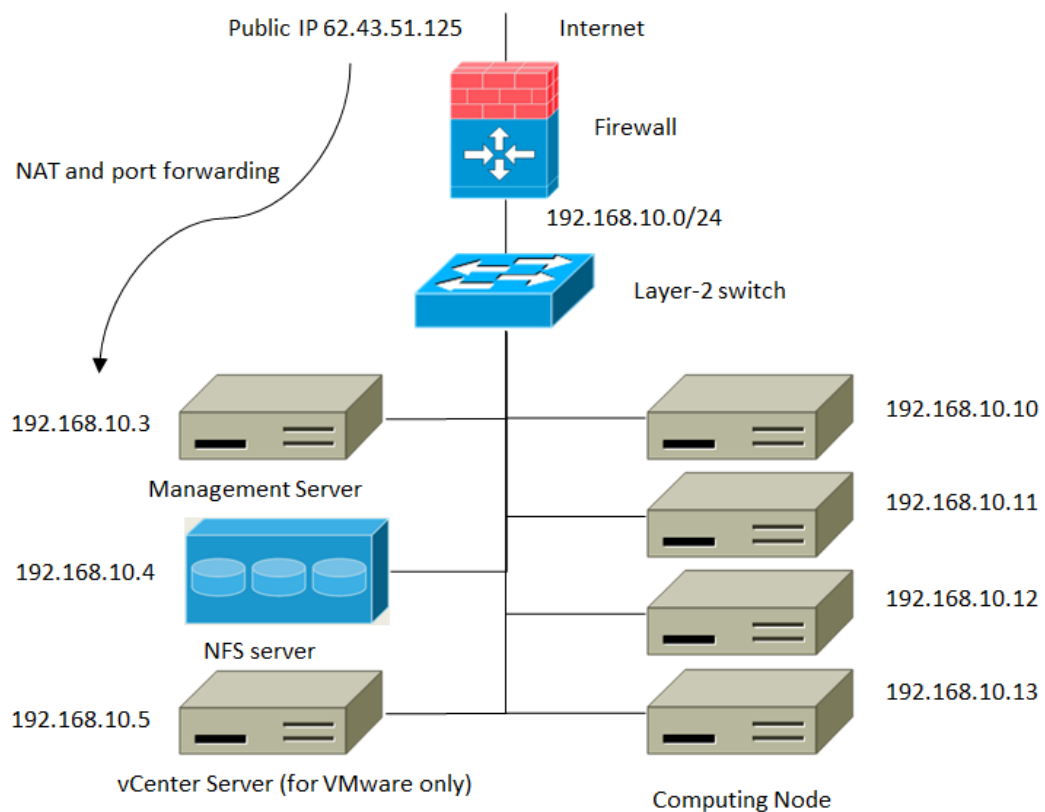 Public IP 62.43.51.125
Internet
Firewall
NAT and port forwarding
192.168.10.0/24
Layer-2 switch
192.168.10.3
192.168.10.10
Management Server
192.168.10.11
192.168.10.4
192.168.10.12
NFS server
192.168.10.5
192.168.10.13
vCenter Server (for VMware only)
Computing Node